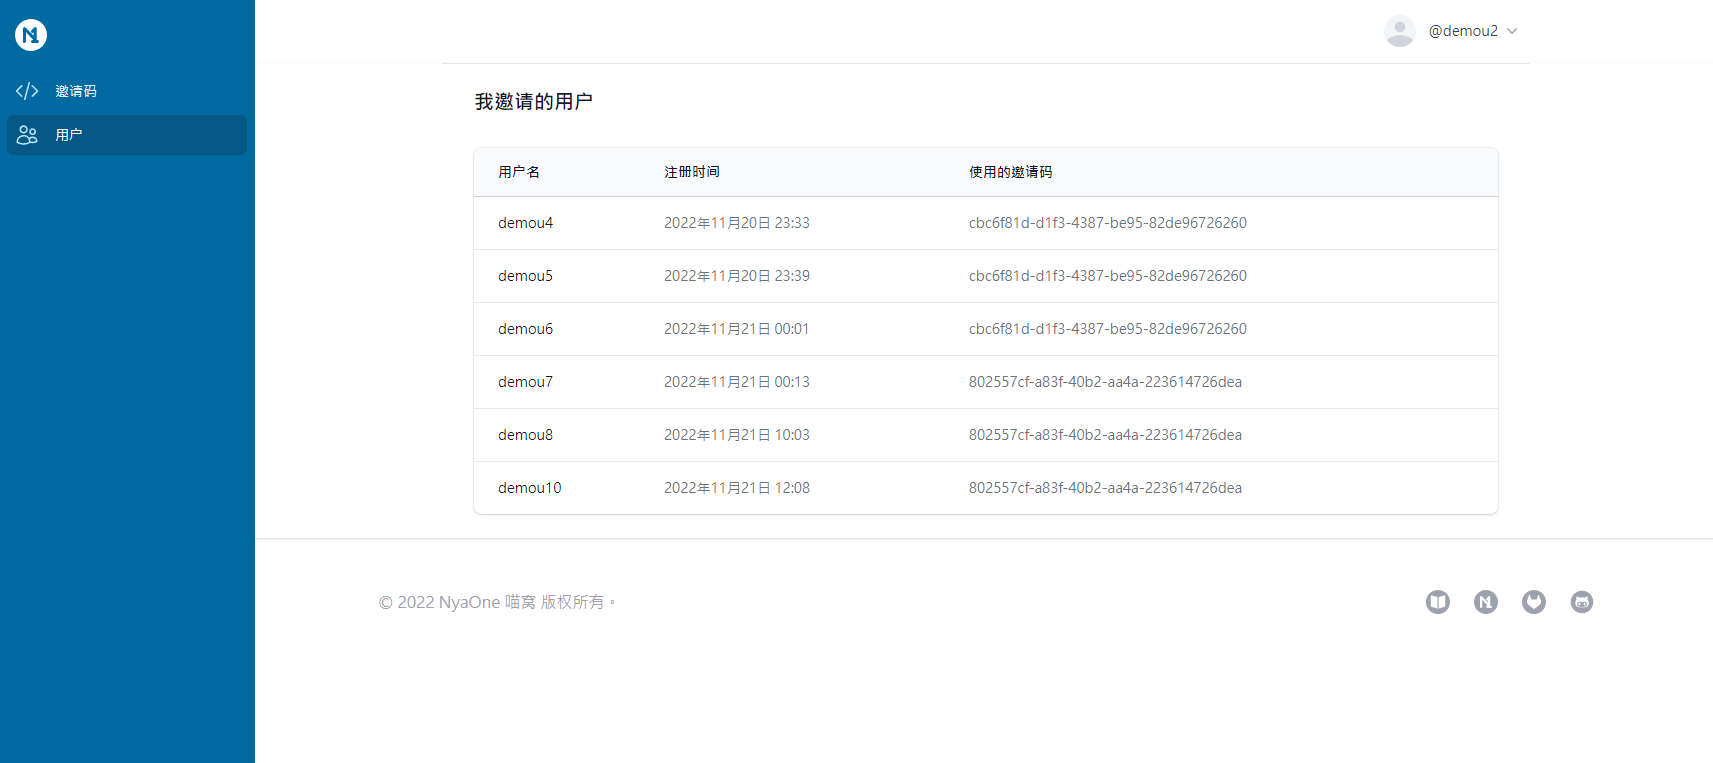 邀请码
用户
@demou2
我邀请的用户
用户名 注册时间 使用的邀请码
demou4 2022年11月20日 23:33 cbc6f81d-d1f3-4387-be95-82de96726260
demou5 2022年11月20日 23:39 cbc6f81d-d1f3-4387-be95-82de96726260
demou6 2022年11月21日 00:01 cbc6f81d-d1f3-4387-be95-82de96726260
demou7 2022年11月21日 00:13 802557cf-a83f-40b2-aa4a-223614726dea
demou8 2022年11月21日 10:03 802557cf-a83f-40b2-aa4a-223614726dea
demou10 2022年11月21日 12:08 802557cf-a83f-40b2-aa4a-223614726dea
© 2022 NyaOne 喵窝 版权所有。